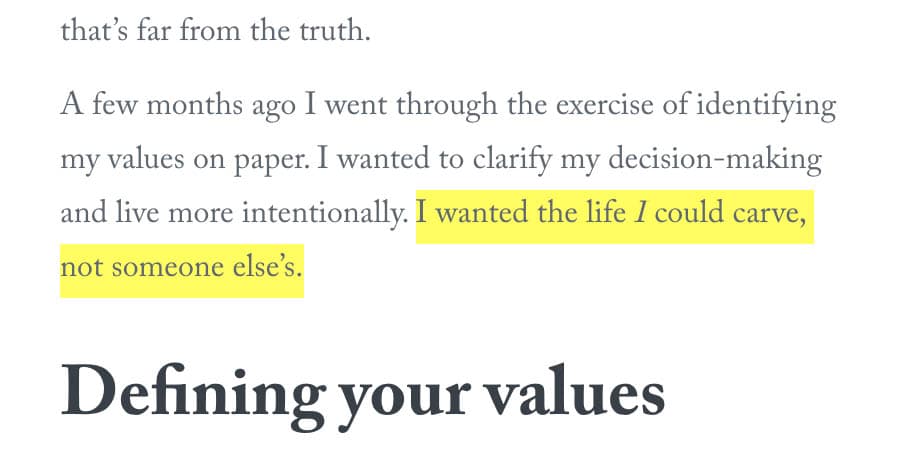 that’s far from the truth.
A few months ago I went through the exercise of identifying
my values on paper. I wanted to clarify my decision-making
and live more intentionally. I wanted the life I could carve,
not someone else’s.
Defining your values